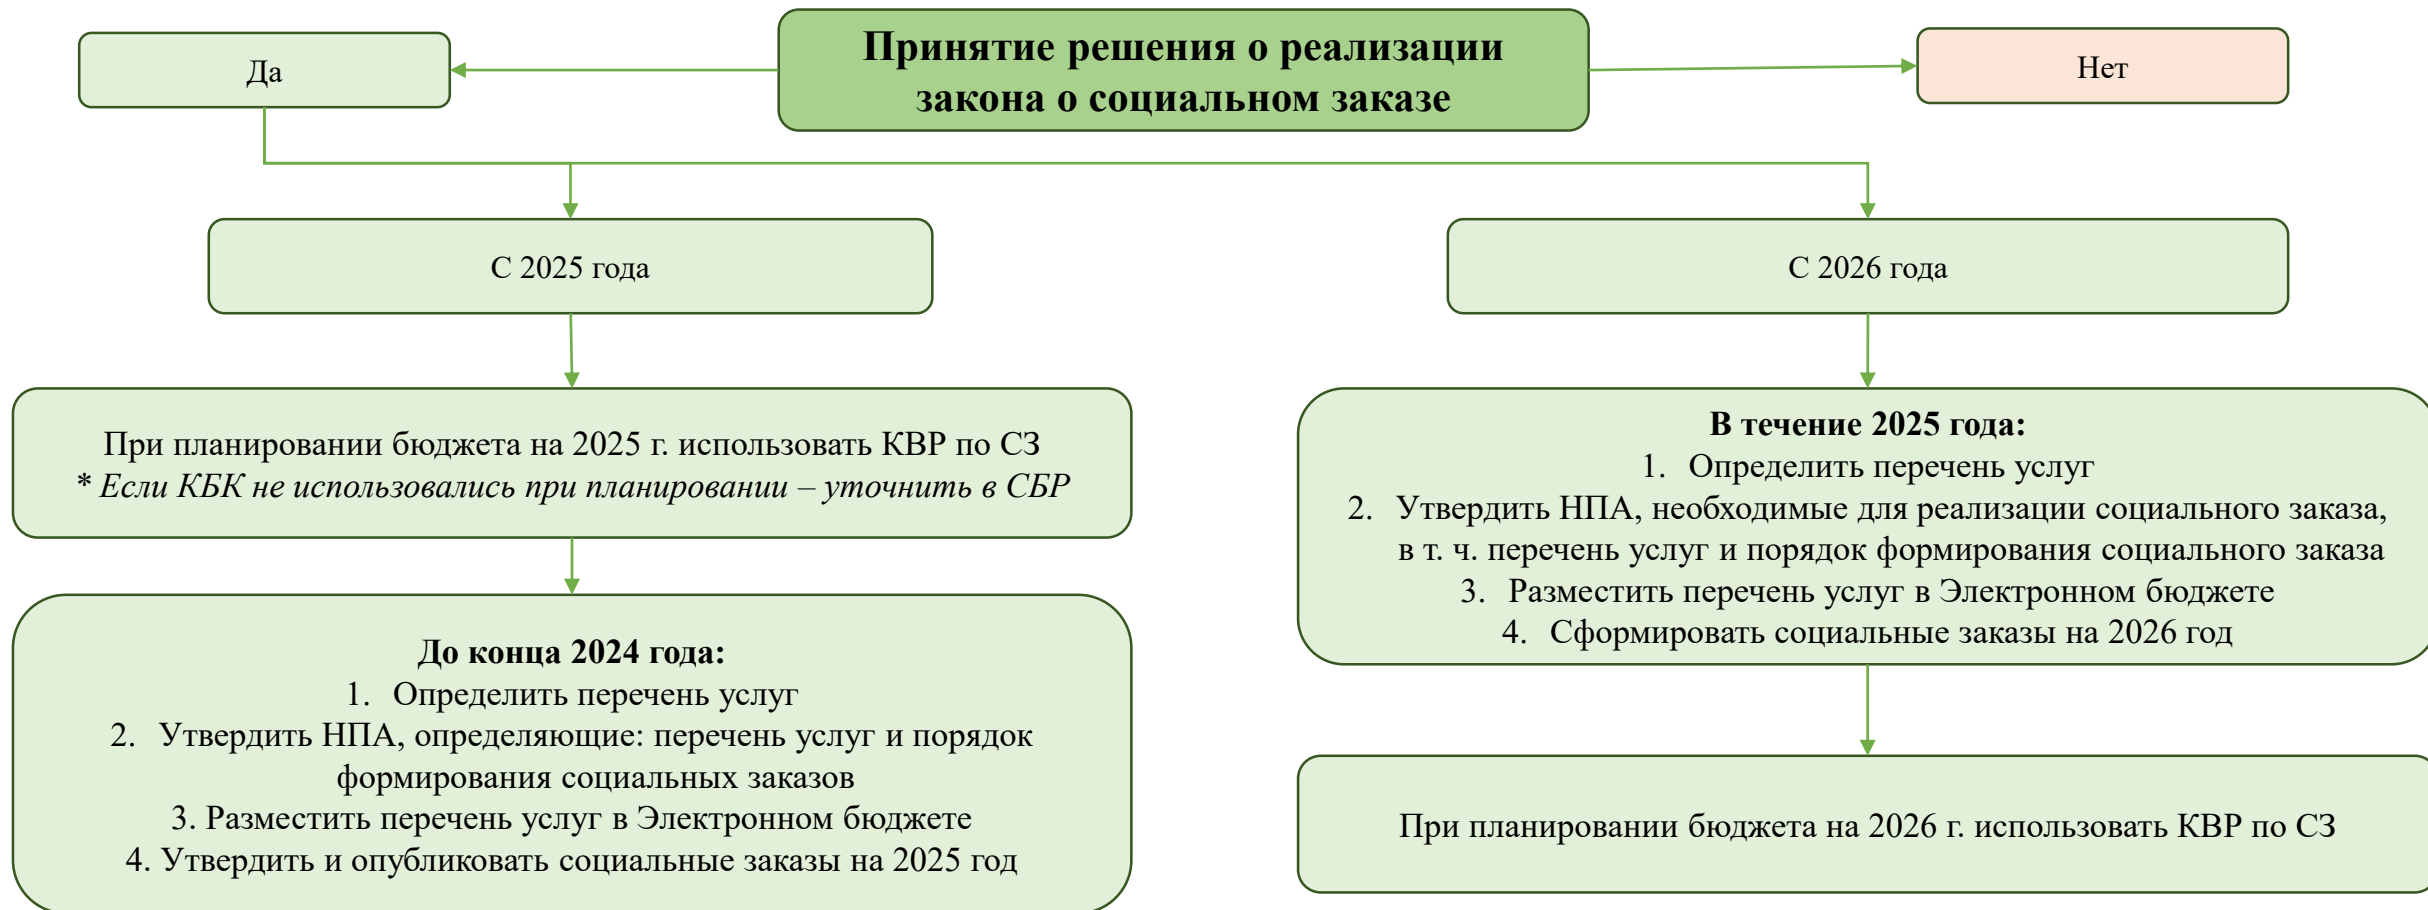 Принятие решения о реализации
закона о социальном заказе
Да
Нет
С 2025 года
С 2026 года
При планировании бюджета на 2025 г. использовать КВР по СЗ
* Если КБК не использовались при планировании – уточнить в СБР
До конца 2024 года:
1. Определить перечень услуг
2. Утвердить НПА, определяющие: перечень услуг и порядок
формирования социальных заказов
3. Разместить перечень услуг в Электронном бюджете
4. Утвердить и опубликовать социальные заказы на 2025 год
В течение 2025 года:
1. Определить перечень услуг
2. Утвердить НПА, необходимые для реализации социального заказа,
в т. ч. перечень услуг и порядок формирования социального заказа
3. Разместить перечень услуг в Электронном бюджете
4. Сформировать социальные заказы на 2026 год
При планировании бюджета на 2026 г. использовать КВР по СЗ